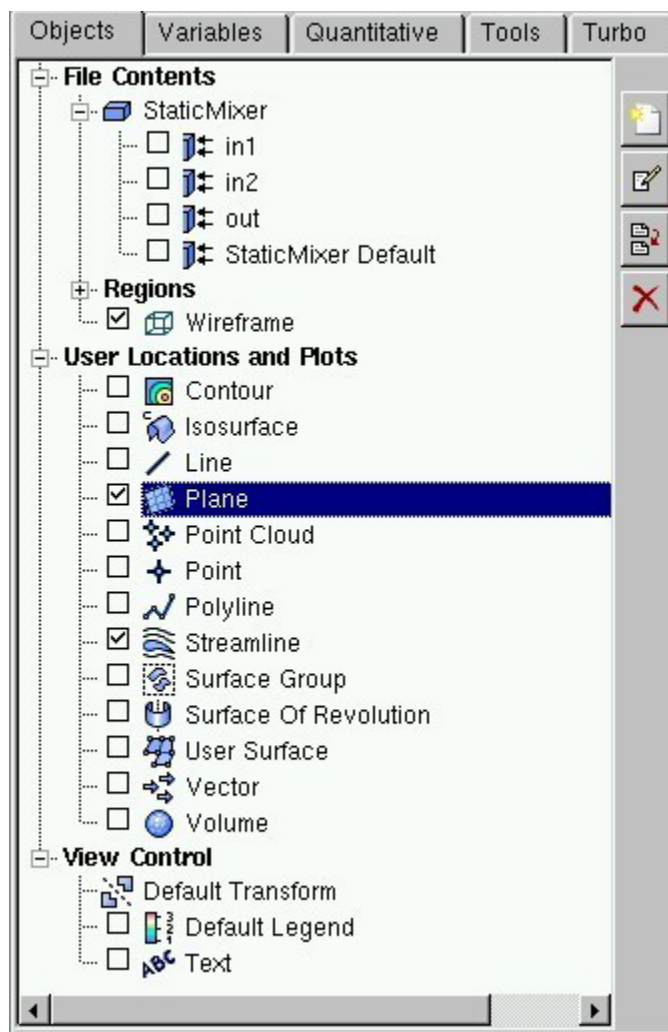 Objects Variables Quantitative Tools Turbo
File Contents
StaticMixer
in1
in2
out
StaticMixer Default
Regions
Wireframe
User Locations and Plots
Contour
Isosurface
Line
Plane
Point Cloud
Point
Polyline
Streamline
Surface Group
Surface Of Revolution
User Surface
Vector
Volume
View Control
Default Transform
Default Legend
ABC Text